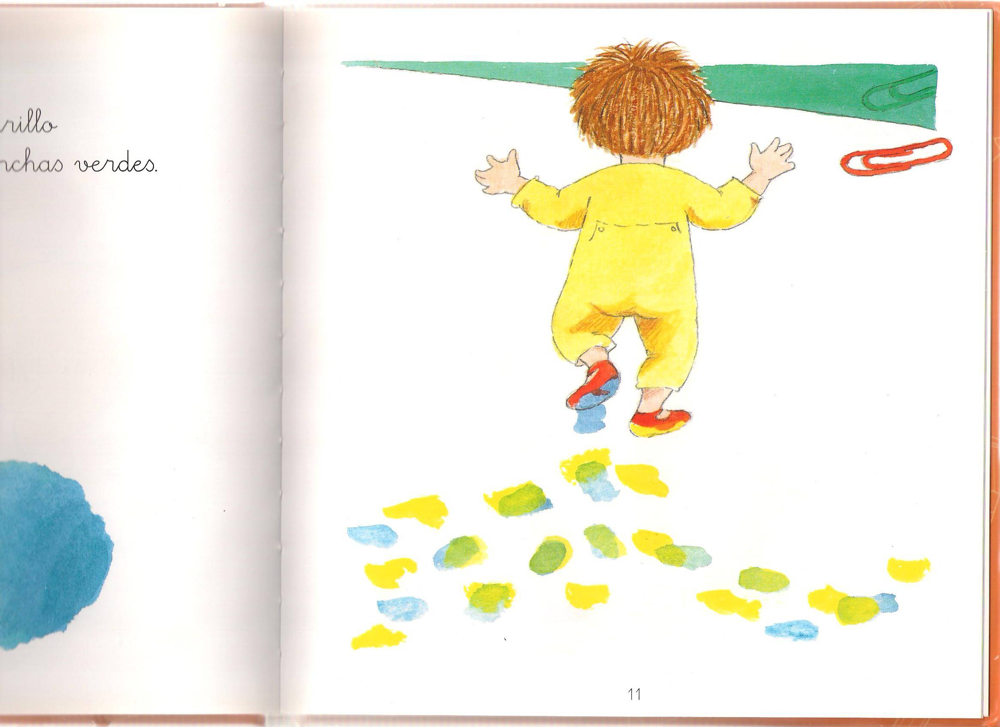 rillo
nchas verdes.
11